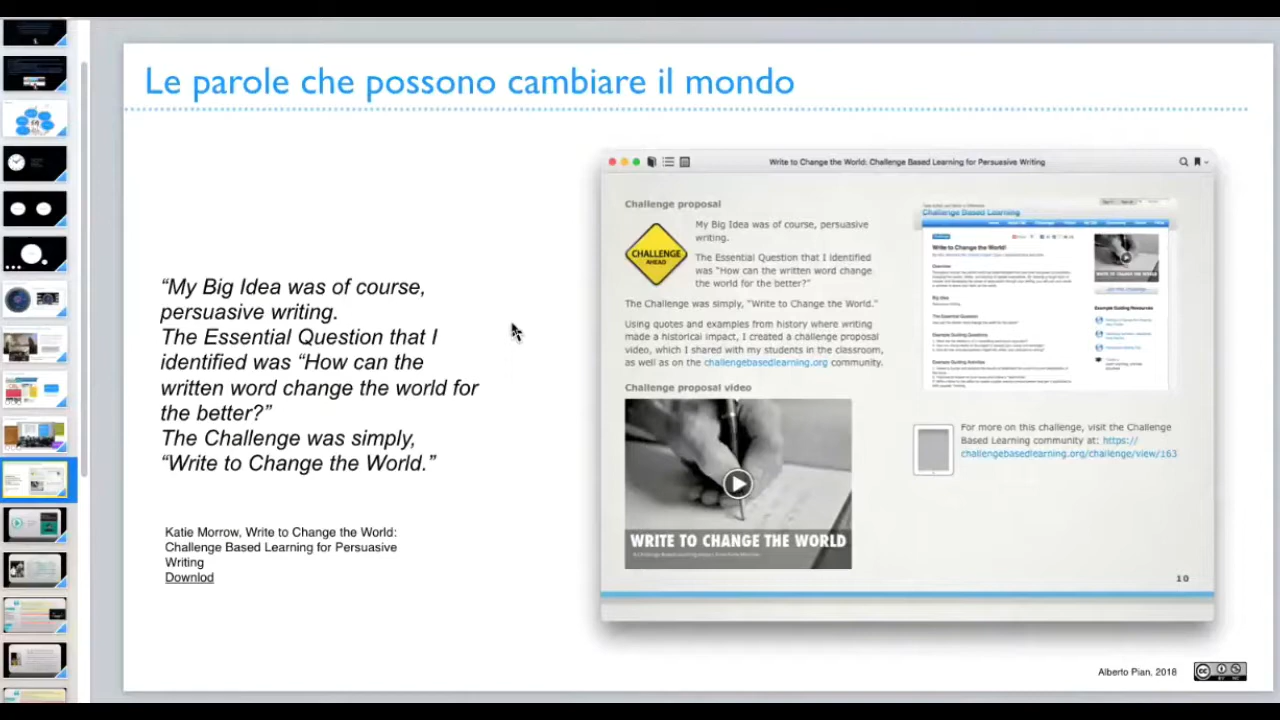 Le parole che possono cambiare il mondo
“My Big Idea was of course,
persuasive writing.
The Essential Question that I
identified was “How can the
written word change the world for
the better?”
The Challenge was simply,
“Write to Change the World.”
Katie Morrow, Write to Change the World:
Challenge Based Learning for Persuasive
Writing
Downlod
Write to Change the World: Challenge Based Learning for Persuasive Writing
Challenge proposal
CHALLENGE
AHEAD
My Big Idea was of course, persuasive
writing.
The Essential Question that I identified
was “How can the written word change
the world for the better?”
The Challenge was simply, “Write to Change the World.”
Using quotes and examples from history where writing
made a historical impact, I created a challenge proposal
video, which I shared with my students in the classroom,
as well as on the challengebasedlearning.org community.
Challenge proposal video
WRITE TO CHANGE THE WORLD
Challenge Based Learning
Write to Change the World!
For more on this challenge, visit the Challenge
Based Learning community at: https://
challengebasedlearning.org/challenge/view/163
10
Alberto Pian, 2018
cc